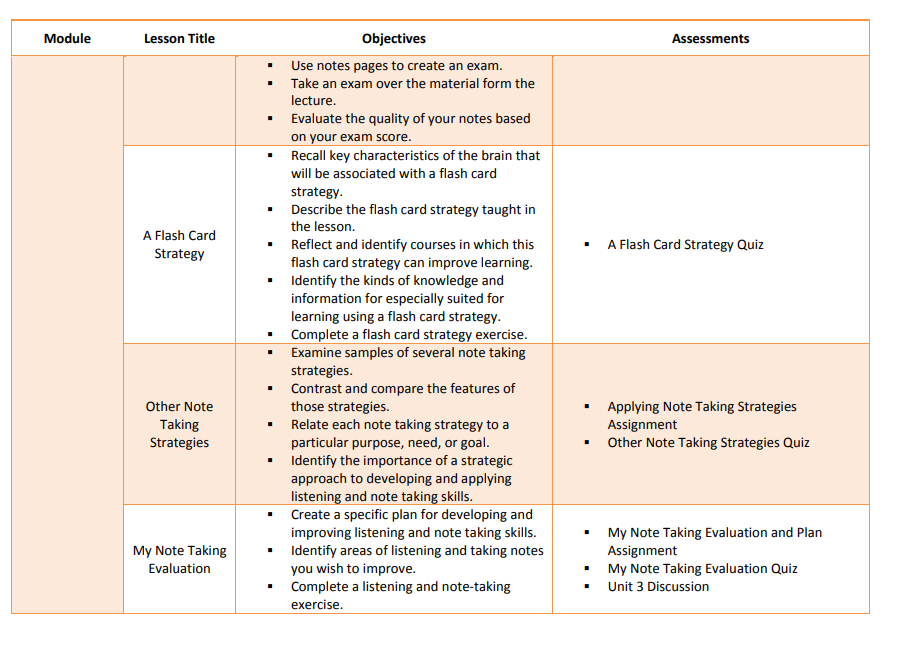 Module Lesson Title Objectives Assessments
▪ Use notes pages to create an exam.
▪ Take an exam over the material form the
lecture.
▪ Evaluate the quality of your notes based
on your exam score.
A Flash Card
Strategy
▪ Recall key characteristics of the brain that
will be associated with a flash card
strategy.
▪ Describe the flash card strategy taught in
the lesson.
▪ Reflect and identify courses in which this
flash card strategy can improve learning.
▪ Identify the kinds of knowledge and
information for especially suited for
learning using a flash card strategy.
▪ Complete a flash card strategy exercise.
▪ A Flash Card Strategy Quiz
Other Note
Taking
Strategies
▪ Examine samples of several note taking
strategies.
▪ Contrast and compare the features of
those strategies.
▪ Relate each note taking strategy to a
particular purpose, need, or goal.
▪ Identify the importance of a strategic
approach to developing and applying
listening and note taking skills.
▪ Applying Note Taking Strategies
Assignment
▪ Other Note Taking Strategies Quiz
My Note Taking
Evaluation
▪ Create a specific plan for developing and
improving listening and note taking skills.
▪ Identify areas of listening and taking notes
you wish to improve.
▪ Complete a listening and note-taking
exercise.
▪ My Note Taking Evaluation and Plan
Assignment
▪ My Note Taking Evaluation Quiz
▪ Unit 3 Discussion